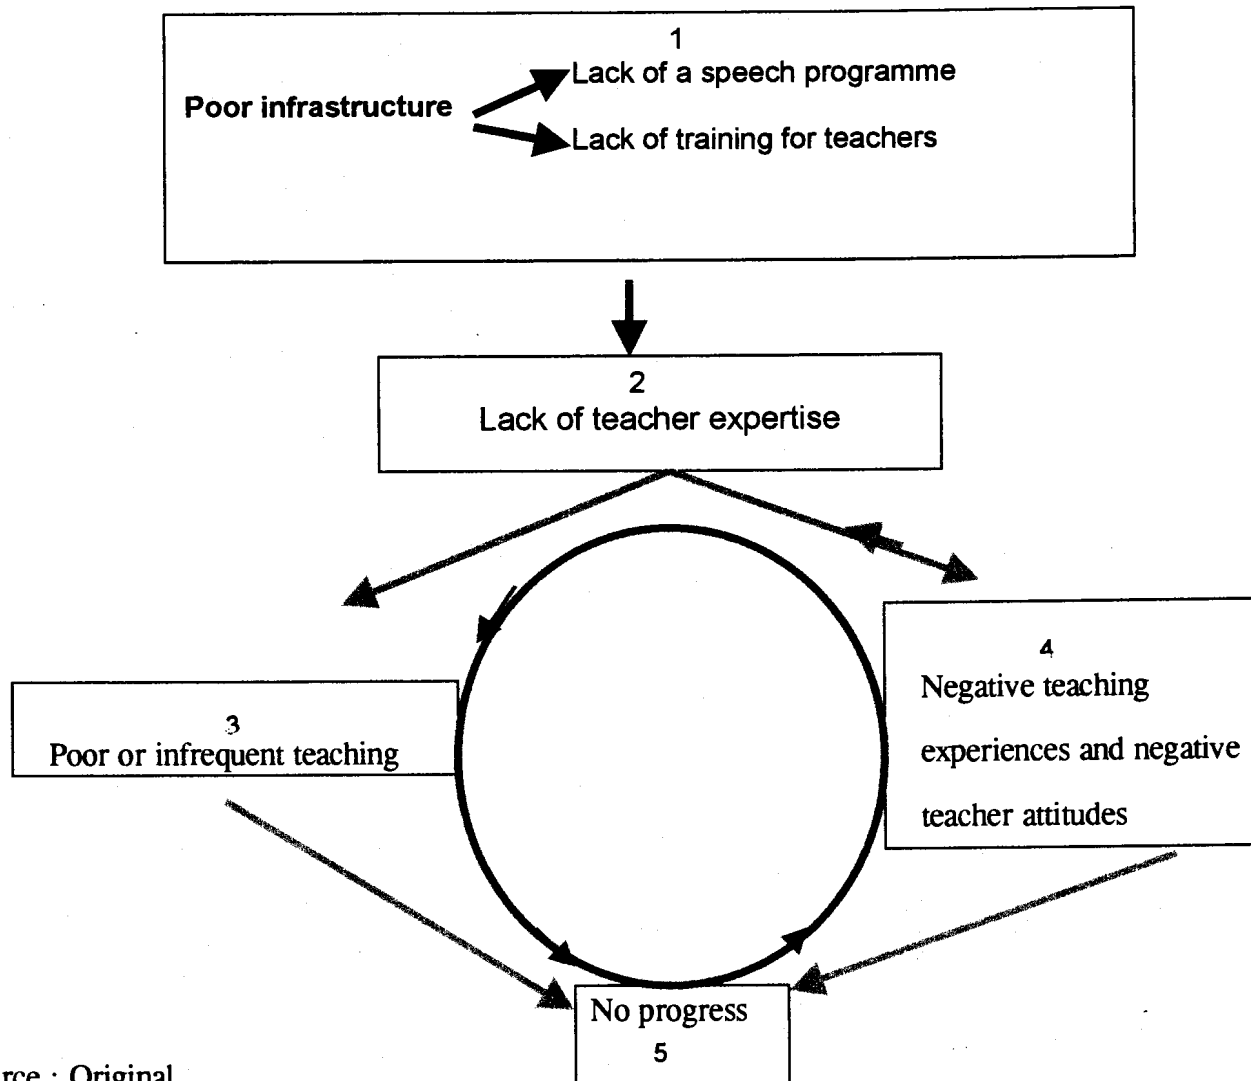 1
Lack of a speech programme
Poor infrastructure
Lack of training for teachers
2
Lack of teacher expertise
3
Poor or infrequent teaching
4
Negative teaching
experiences and negative
teacher attitudes
No progress
5
rce : Original